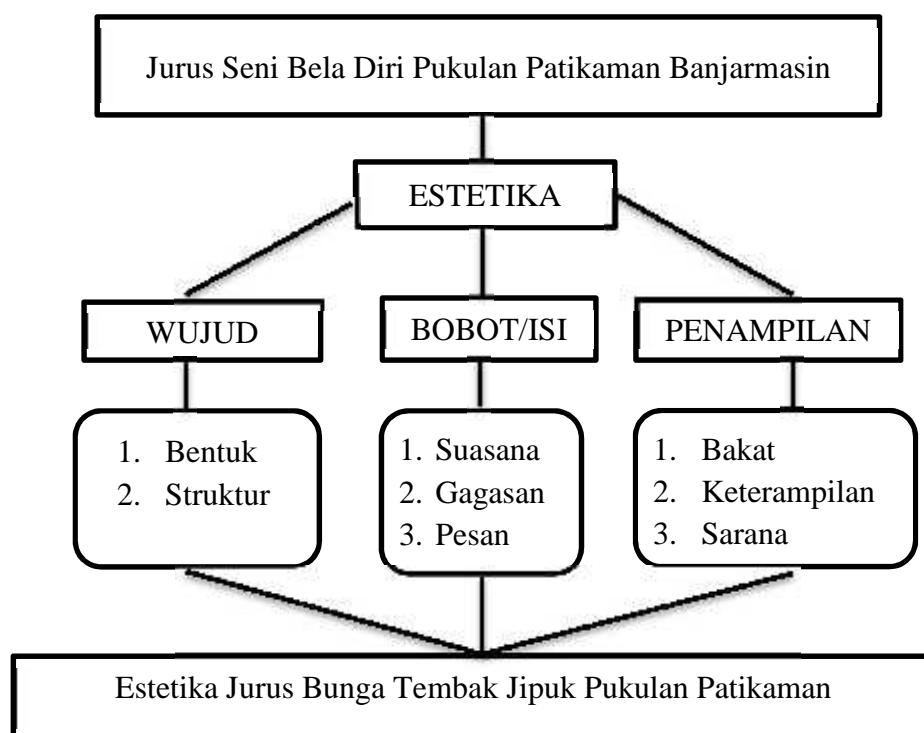 Jurus Seni Bela Diri Pukulan Patikaman Banjarmasin
ESTETIKA
WUJUD
BOBOT/ISI
PENAMPILAN
1. Bentuk
2. Struktur
1. Suasana
2. Gagasan
3. Pesan
1. Bakat
2. Keterampilan
3. Sarana
Estetika Jurus Bunga Tembak Jipuk Pukulan Patikaman